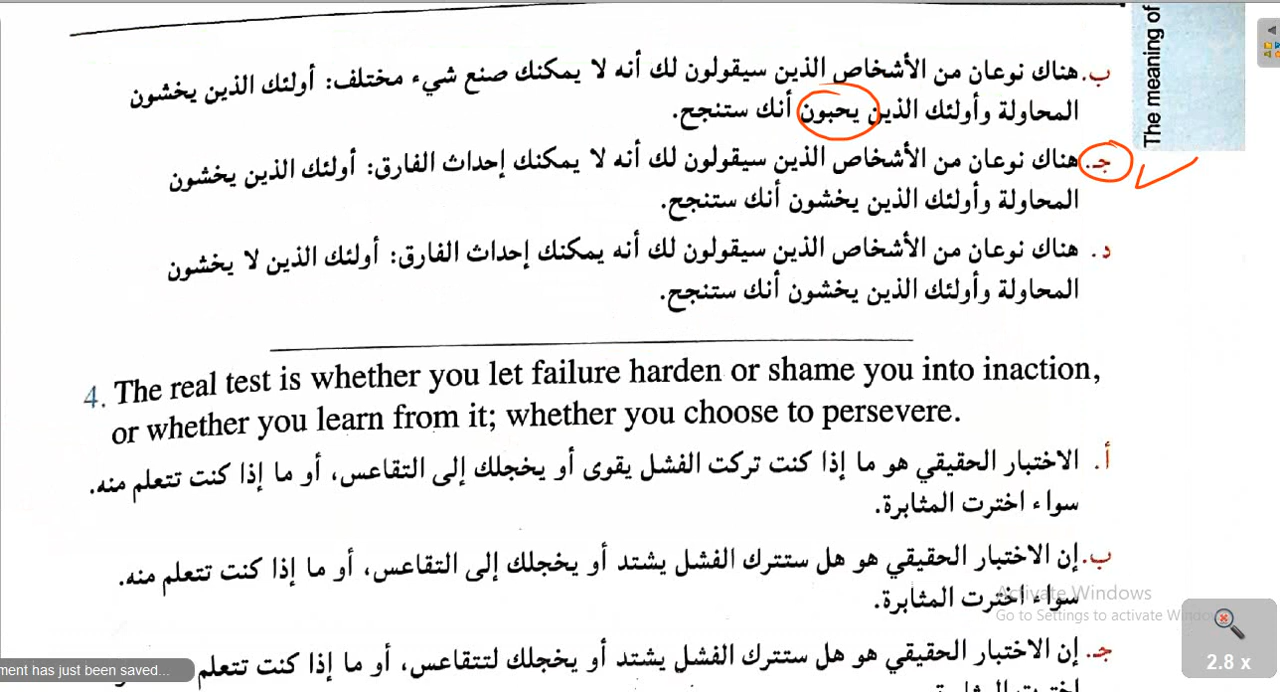 The meaning of
ب. هناك نوعان من الأشخاص الذين سيقولون لك أنه لا يمكنك صنع شيء مختلف: أولئك الذين يخشون
المحاولة وأولئك الذين يحبون أنك ستنجح.
جـ. هناك نوعان من الأشخاص الذين سيقولون لك أنه لا يمكنك إحداث الفارق: أولئك الذين يخشون
المحاولة وأولئك الذين يخشون أنك ستنجح.
د. هناك نوعان من الأشخاص الذين سيقولون لك أنه يمكنك إحداث الفارق: أولئك الذين لا يخشون
المحاولة وأولئك الذين يخشون أنك ستنجح.
4. The real test is whether you let failure harden or shame you into inaction,
or whether you learn from it; whether you choose to persevere.
أ. الاختبار الحقيقي هو ما إذا كنت تركت الفشل يقوى أو يخجلك إلى التقاعس، أو ما إذا كنت تتعلم منه.
سواء اخترت المثابرة.
ب. إن الاختبار الحقيقي هو هل ستترك الفشل يشتد أو يخجلك إلى التقاعس، أو ما إذا كنت تتعلم منه.
سواء اخترت المثابرة.
Activate Windows
Go to Settings to activate Windo
جـ. إن الاختبار الحقيقي هو هل ستترك الفشل يشتد أو يخجلك لتتقاعس، أو ما إذا كنت تتعلم
ment has just been saved...
2.8 x